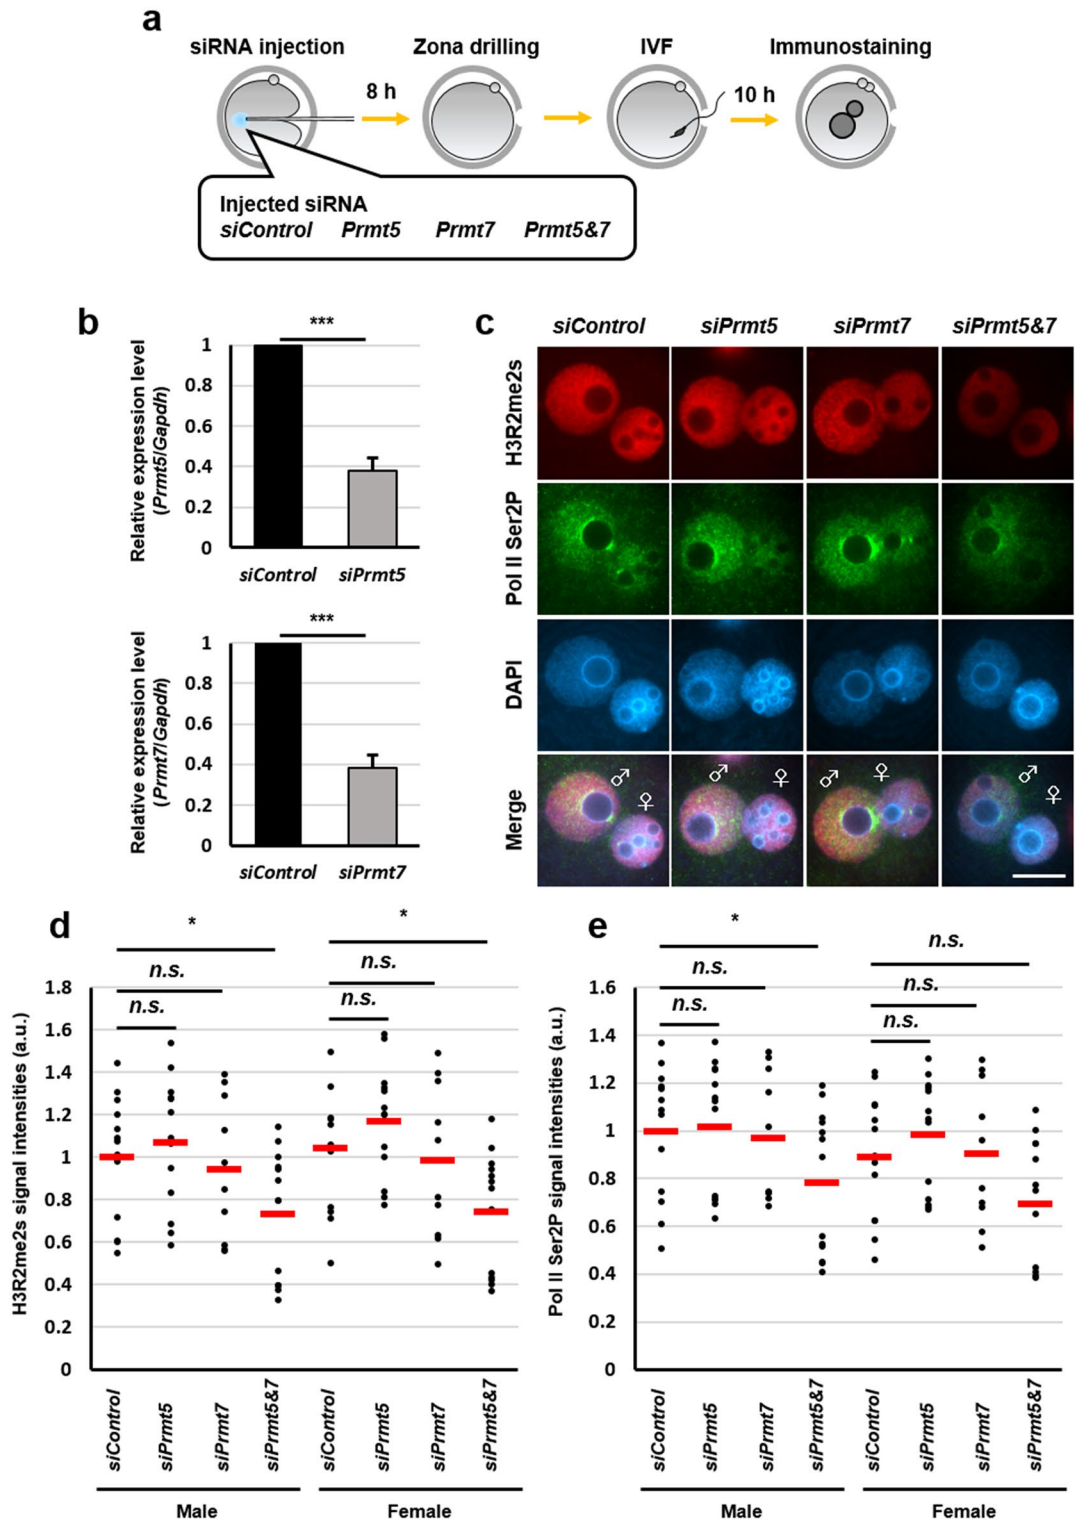 a
siRNA injection Zona drilling IVF Immunostaining
8 h 10 h
Injected siRNA
siControl Prmt5 Prmt7 Prmt5&7
b
Relative expression level
(Prmt5/Gapdh)
***
1
0.8
0.6
0.4
0.2
0
siControl siPrmt5
Relative expression level
(Prmt7/Gapdh)
***
1
0.8
0.6
0.4
0.2
0
siControl siPrmt7
c
siControl siPrmt5 siPrmt7 siPrmt5&7
H3R2me2s
Pol II Ser2P
DAPI
Merge
♂ ♀ ♂ ♀ ♂ ♀ ♂ ♀
d
H3R2me2s signal intensities (a.u.)
* *
n.s. n.s.
n.s. n.s.
1.8
1.6
1.4
1.2
1
0.8
0.6
0.4
0.2
0
siControl siPrmt5 siPrmt7 siPrmt5&7 siControl siPrmt5 siPrmt7 siPrmt5&7
Male Female
e
Pol II Ser2P signal intensities (a.u.)
* n.s.
n.s. n.s.
n.s. n.s.
1.6
1.4
1.2
1
0.8
0.6
0.4
0.2
0
siControl siPrmt5 siPrmt7 siPrmt5&7 siControl siPrmt5 siPrmt7 siPrmt5&7
Male Female